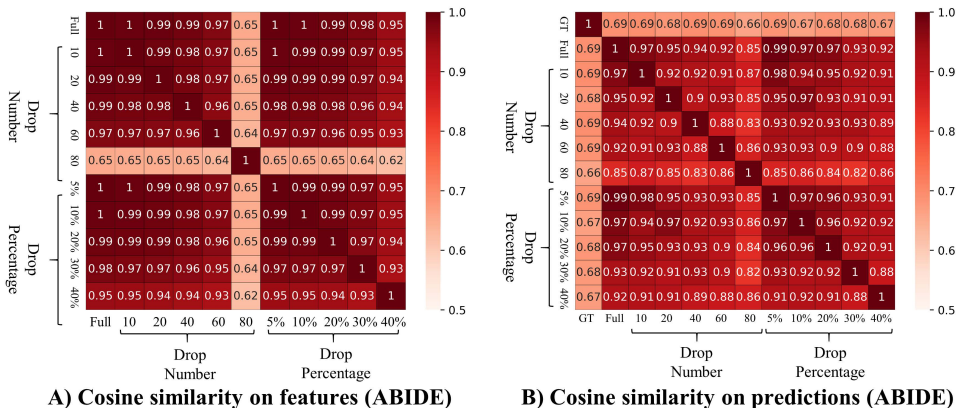 Full 1 1 0.99 0.99 0.97 0.65 1 1 0.99 0.98 0.95
10 1 1 0.99 0.98 0.97 0.65 1 0.99 0.99 0.97 0.95
20 0.99 0.99 1 0.98 0.97 0.65 0.99 0.99 0.99 0.97 0.94
40 0.99 0.98 0.98 1 0.96 0.65 0.98 0.98 0.98 0.96 0.94
60 0.97 0.97 0.97 0.96 1 0.64 0.97 0.97 0.96 0.95 0.93
80 0.65 0.65 0.65 0.65 0.64 1 0.65 0.65 0.65 0.64 0.62
5% 1 1 0.99 0.98 0.97 0.65 1 0.99 0.99 0.97 0.95
10% 1 0.99 0.99 0.98 0.97 0.65 0.99 1 0.99 0.97 0.95
20% 0.99 0.99 0.99 0.98 0.96 0.65 0.99 0.99 1 0.97 0.94
30% 0.98 0.97 0.97 0.96 0.95 0.64 0.97 0.97 0.97 1 0.93
40% 0.95 0.95 0.94 0.94 0.93 0.62 0.95 0.95 0.94 0.93 1
Full 10 20 40 60 80 5% 10% 20% 30% 40%
Drop
Number
Drop
Percentage
Drop
Number
Drop
Percentage
1.0
0.9
0.8
0.7
0.6
0.5
A) Cosine similarity on features (ABIDE)
GT 1 0.69 0.69 0.68 0.69 0.69 0.66 0.69 0.67 0.68 0.68 0.67
Full 0.69 1 0.97 0.95 0.94 0.92 0.85 0.99 0.97 0.97 0.93 0.92
10 0.69 0.97 1 0.92 0.92 0.91 0.87 0.98 0.94 0.95 0.92 0.91
20 0.68 0.95 0.92 1 0.9 0.93 0.85 0.95 0.97 0.93 0.91 0.91
40 0.69 0.94 0.92 0.9 1 0.88 0.83 0.93 0.92 0.93 0.93 0.89
60 0.69 0.92 0.91 0.93 0.88 1 0.86 0.93 0.93 0.9 0.9 0.88
80 0.66 0.85 0.87 0.85 0.83 0.86 1 0.85 0.86 0.84 0.82 0.86
5% 0.69 0.99 0.98 0.95 0.93 0.93 0.85 1 0.97 0.96 0.93 0.91
10% 0.67 0.97 0.94 0.97 0.92 0.93 0.86 0.97 1 0.96 0.92 0.92
20% 0.68 0.97 0.95 0.93 0.93 0.9 0.84 0.96 0.96 1 0.92 0.91
30% 0.68 0.93 0.92 0.91 0.93 0.9 0.82 0.93 0.92 0.92 1 0.88
40% 0.67 0.92 0.91 0.91 0.89 0.88 0.86 0.91 0.92 0.91 0.88 1
GT Full 10 20 40 60 80 5% 10% 20% 30% 40%
Drop
Number
Drop
Percentage
Drop
Number
Drop
Percentage
1.0
0.9
0.8
0.7
0.6
0.5
B) Cosine similarity on predictions (ABIDE)